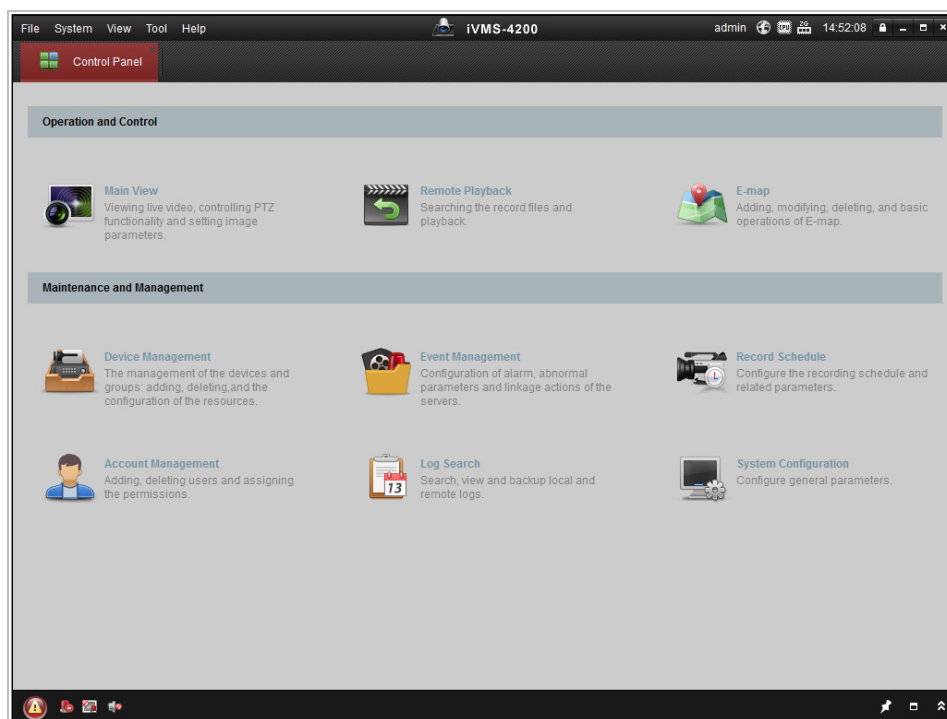 File System View Tool Help
iVMS-4200
admin
14:52:08
Control Panel
Operation and Control
Main View
Viewing live video, controlling PTZ
functionality and setting image
parameters.
Remote Playback
Searching the record files and
playback.
E-map
Adding, modifying, deleting, and basic
operations of E-map.
Maintenance and Management
Device Management
The management of the devices and
groups: adding, deleting,and the
configuration of the resources.
Event Management
Configuration of alarm, abnormal
parameters and linkage actions of the
servers.
Record Schedule
Configure the recording schedule and
related parameters.
Account Management
Adding, deleting users and assigning
the permissions.
13
Log Search
Search, view and backup local and
remote logs.
System Configuration
Configure general parameters.